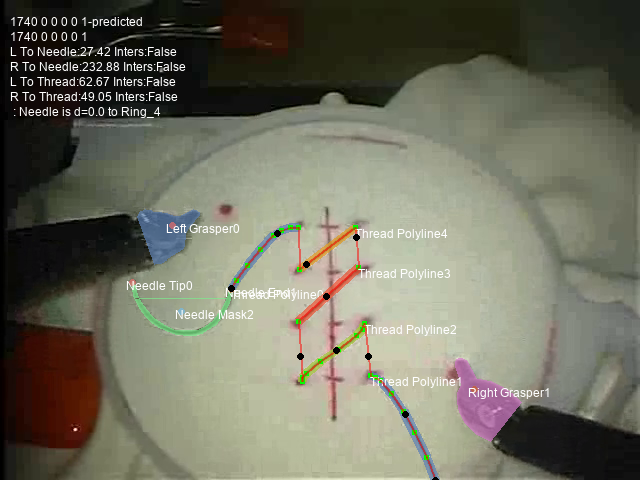 1740 0 0 0 0 1-predicted
1740 0 0 0 0 1
L To Needle:27.42 Inters:False
R To Needle:232.88 Inters:False
L To Thread:62.67 Inters:False
R To Thread:49.05 Inters:False
: Needle is d=0.0 to Ring_4
Left Grasper0
Thread Polyline4
Thread Polyline3
Needle Tip0
Needle Mask2
Thread Polyline2
Thread Polyline1
Right Grasper1